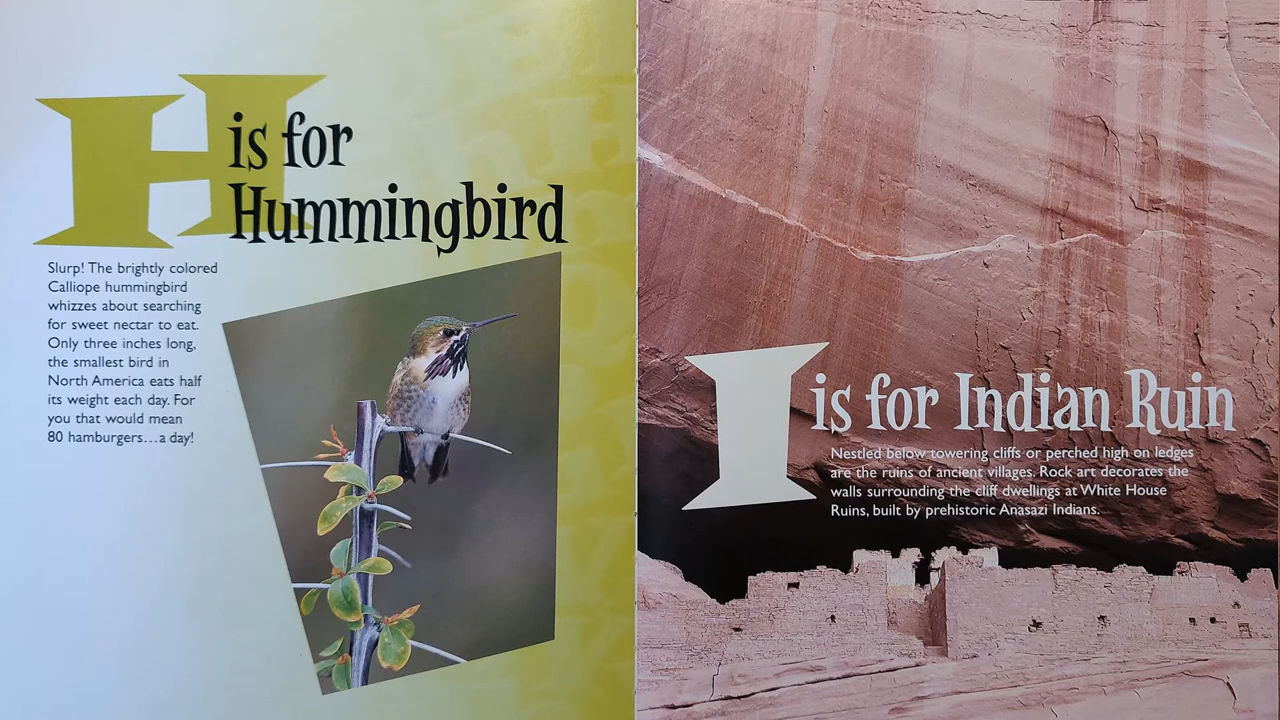 H is for
Hummingbird
Slurp! The brightly colored
Calliope hummingbird
whizzes about searching
for sweet nectar to eat.
Only three inches long,
the smallest bird in
North America eats half
its weight each day. For
you that would mean
80 hamburgers…a day!
I is for Indian Ruin
Nestled below towering cliffs or perched high on ledges
are the ruins of ancient villages. Rock art decorates the
walls surrounding the cliff dwellings at White House
Ruins, built by prehistoric Anasazi Indians.